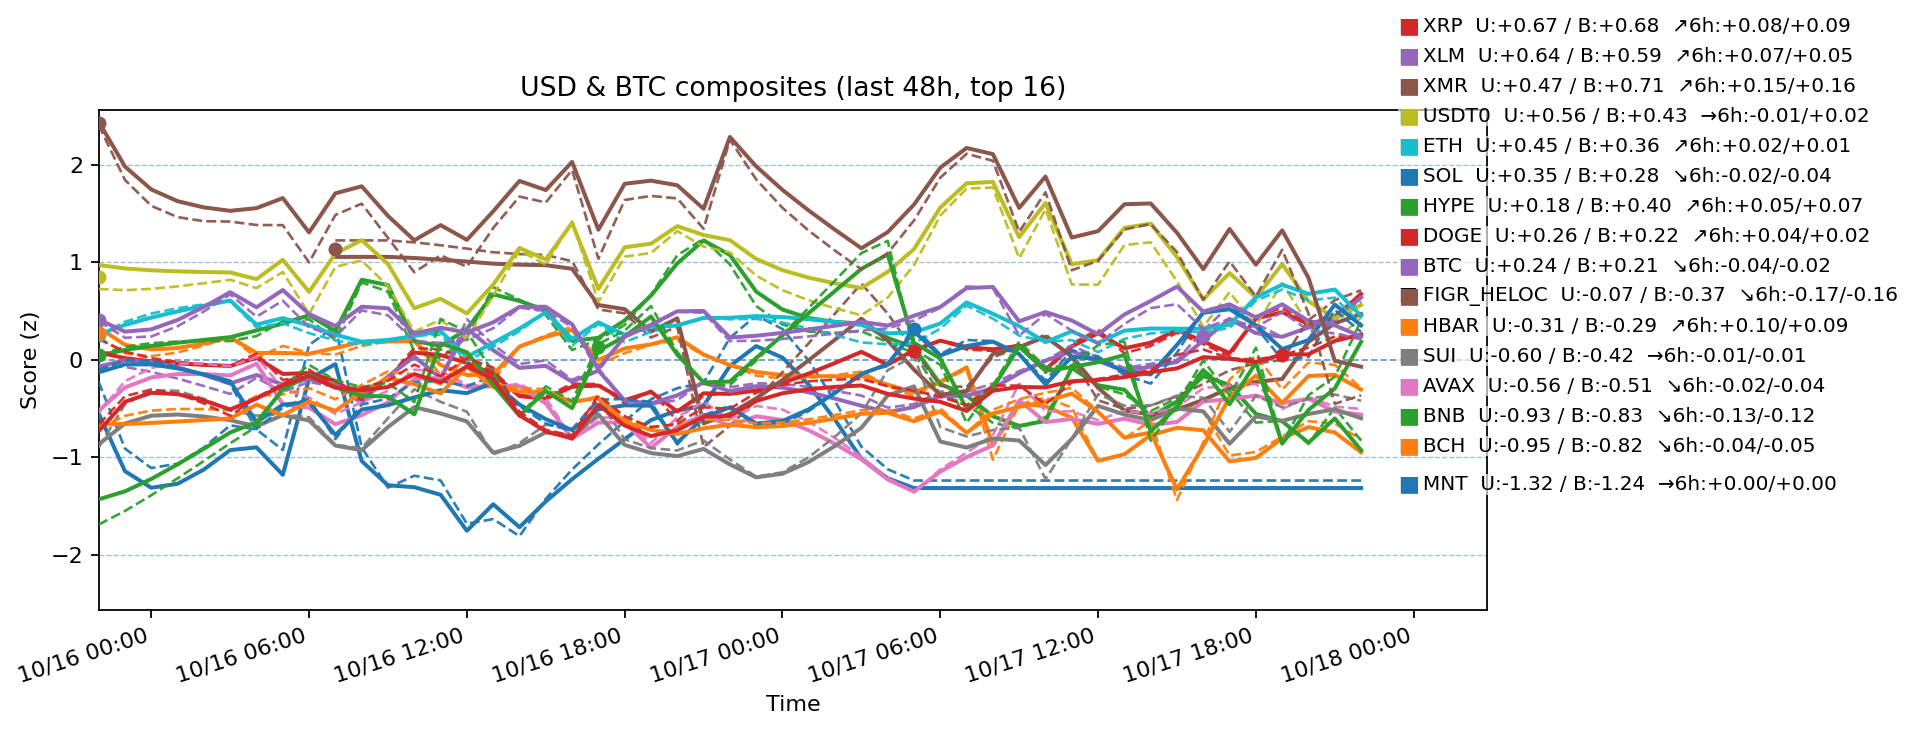 XRP U:+0.67 / B:+0.68 ↗6h:+0.08/+0.09
XLM U:+0.64 / B:+0.59 ↗6h:+0.07/+0.05
XMR U:+0.47 / B:+0.71 ↗6h:+0.15/+0.16
USDT0 U:+0.56 / B:+0.43 →6h:-0.01/+0.02
ETH U:+0.45 / B:+0.36 ↗6h:+0.02/+0.01
SOL U:+0.35 / B:+0.28 ↘6h:-0.02/-0.04
HYPE U:+0.18 / B:+0.40 ↗6h:+0.05/+0.07
DOGE U:+0.26 / B:+0.22 ↗6h:+0.04/+0.02
BTC U:+0.24 / B:+0.21 ↘6h:-0.04/-0.02
FIGR_HELOC U:-0.07 / B:-0.37 ↘6h:-0.17/-0.16
HBAR U:-0.31 / B:-0.29 ↗6h:+0.10/+0.09
SUI U:-0.60 / B:-0.42 →6h:-0.01/-0.01
AVAX U:-0.56 / B:-0.51 ↘6h:-0.02/-0.04
BNB U:-0.93 / B:-0.83 ↘6h:-0.13/-0.12
BCH U:-0.95 / B:-0.82 ↘6h:-0.04/-0.05
MNT U:-1.32 / B:-1.24 →6h:+0.00/+0.00
USD & BTC composites (last 48h, top 16)
Score (z)
2
1
0
−1
−2
10/16 00:00
10/16 06:00
10/16 12:00
10/16 18:00
10/17 00:00
10/17 06:00
10/17 12:00
10/17 18:00
10/18 00:00
Time